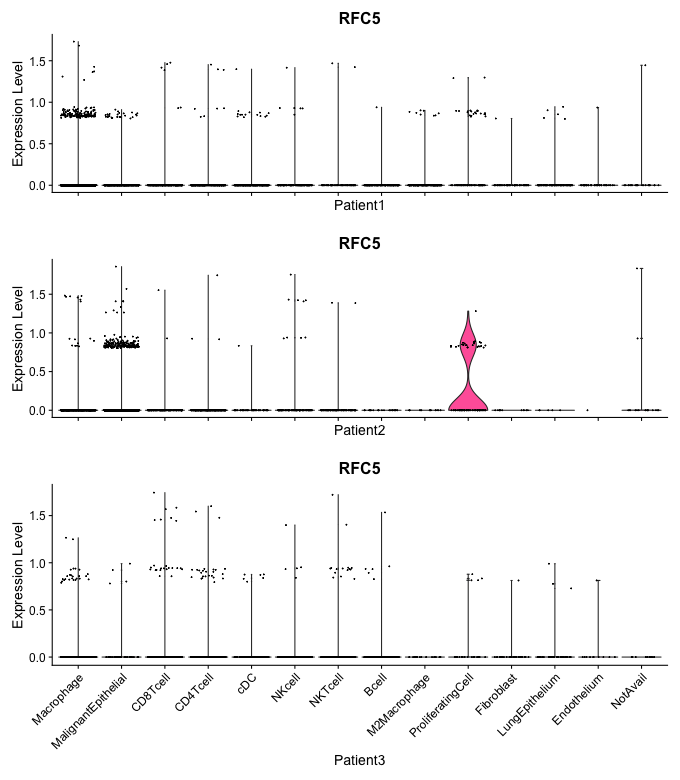 RFC5
Expression Level
1.5
1.0
0.5
0.0
Patient1
RFC5
Expression Level
1.5
1.0
0.5
0.0
Patient2
RFC5
Expression Level
1.5
1.0
0.5
0.0
Macrophage
MalignantEpithelial
CD8Tcell
CD4Tcell
cDC
NKcell
NKTcell
Bcell
M2Macrophage
ProliferatingCell
Fibroblast
LungEpithelium
Endothelium
NotAvail
Patient3